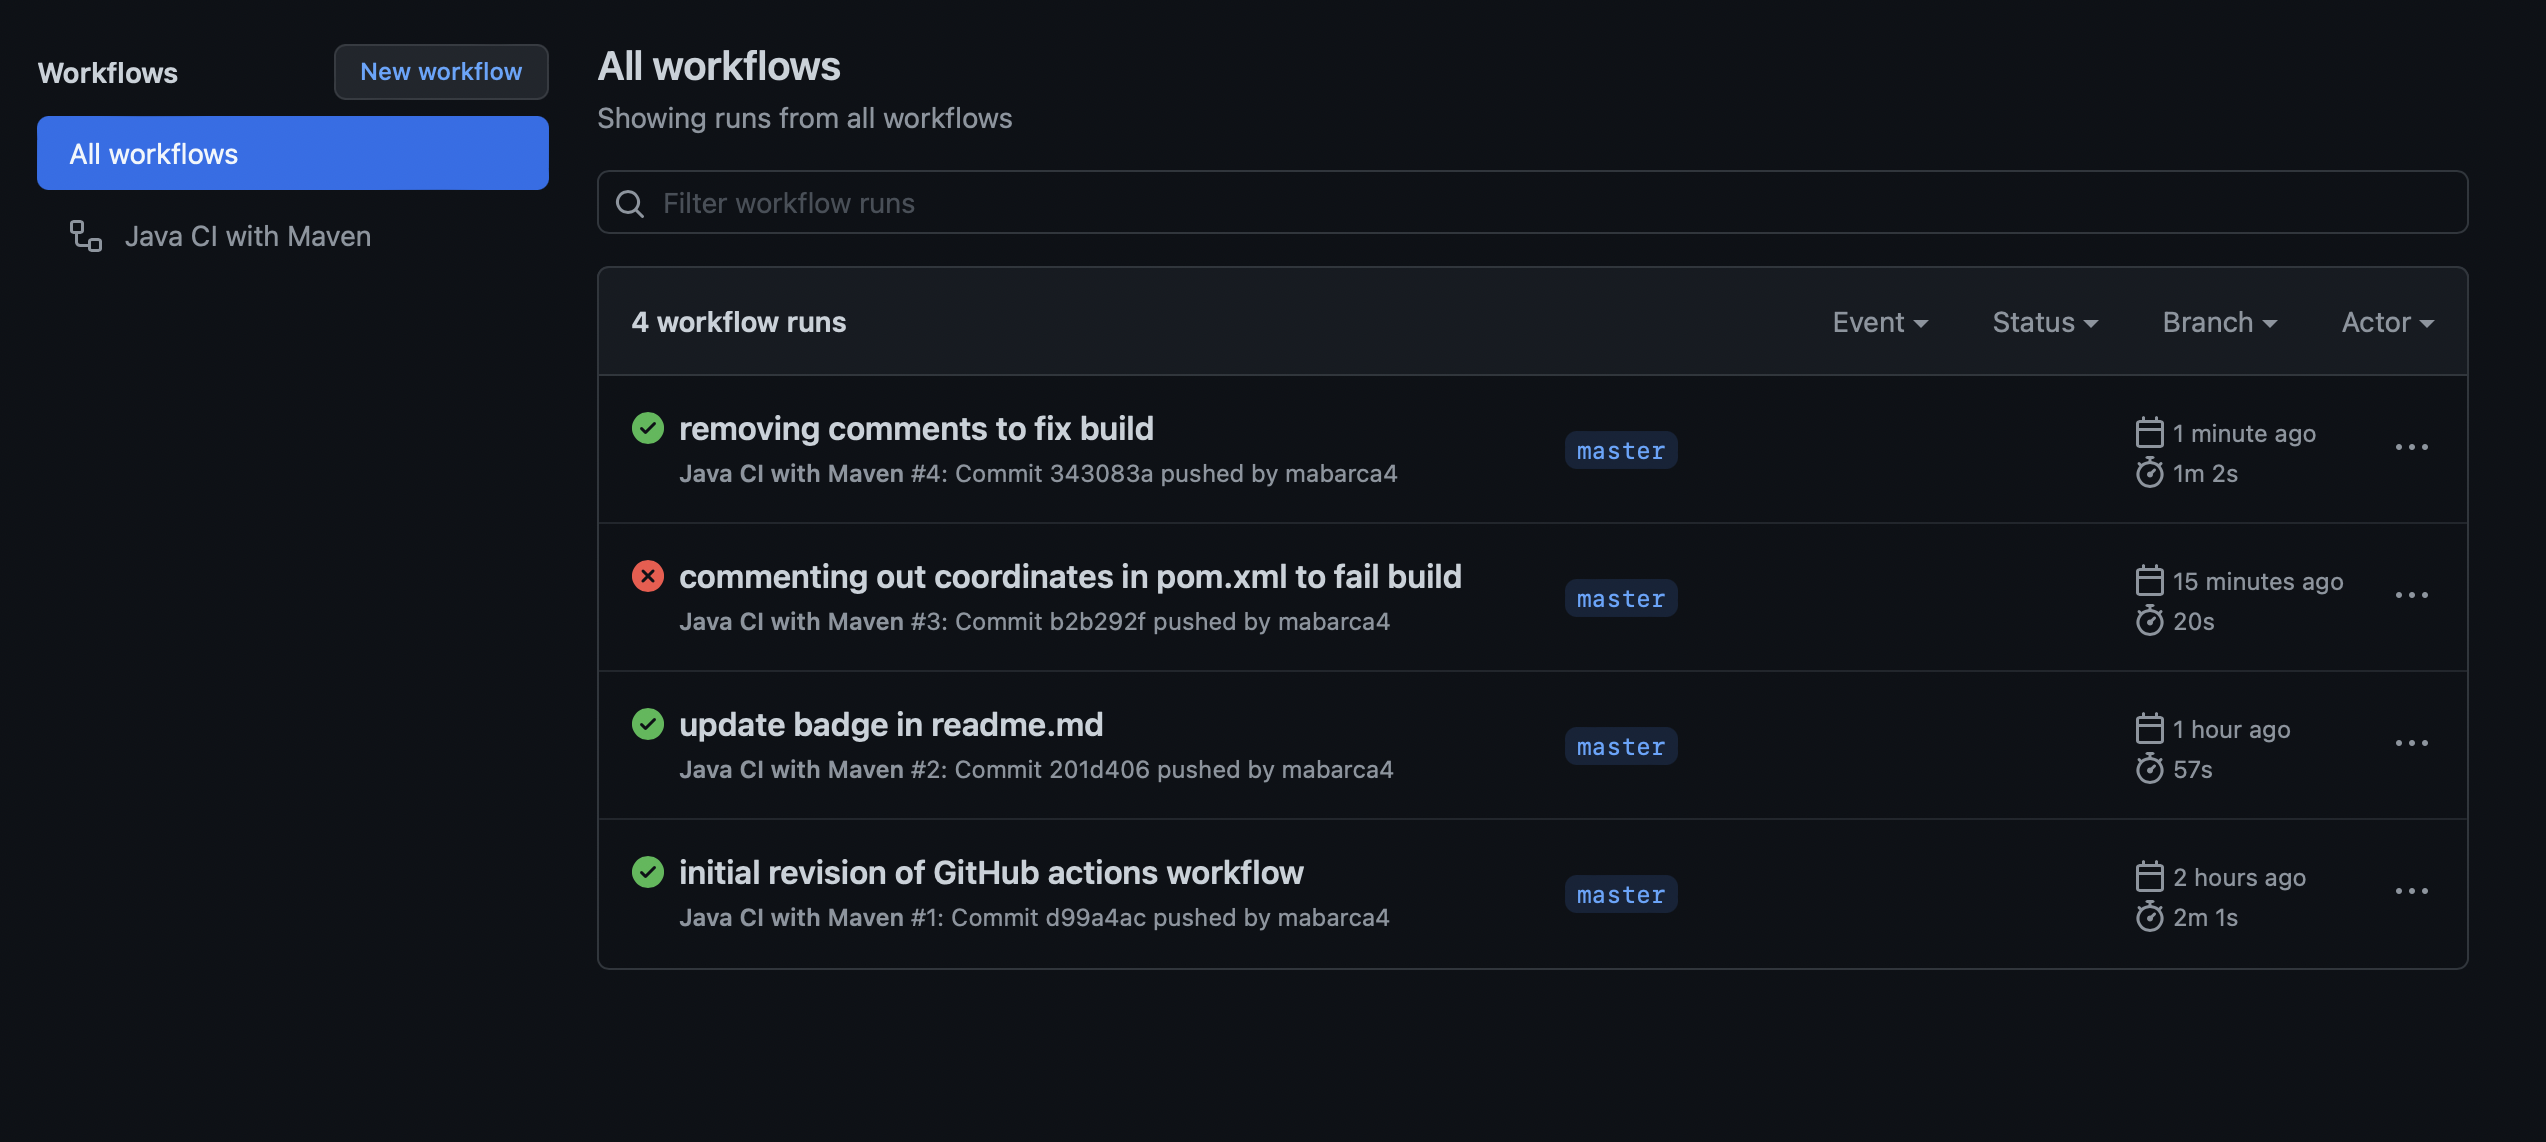 Workflows
New workflow
All workflows
Java CI with Maven
All workflows
Showing runs from all workflows
Filter workflow runs
4 workflow runs
Event
Status
Branch
Actor
removing comments to fix build
Java CI with Maven #4: Commit 343083a pushed by mabarca4
master
1 minute ago
1m 2s
commenting out coordinates in pom.xml to fail build
Java CI with Maven #3: Commit b2b292f pushed by mabarca4
master
15 minutes ago
20s
update badge in readme.md
Java CI with Maven #2: Commit 201d406 pushed by mabarca4
master
1 hour ago
57s
initial revision of GitHub actions workflow
Java CI with Maven #1: Commit d99a4ac pushed by mabarca4
master
2 hours ago
2m 1s